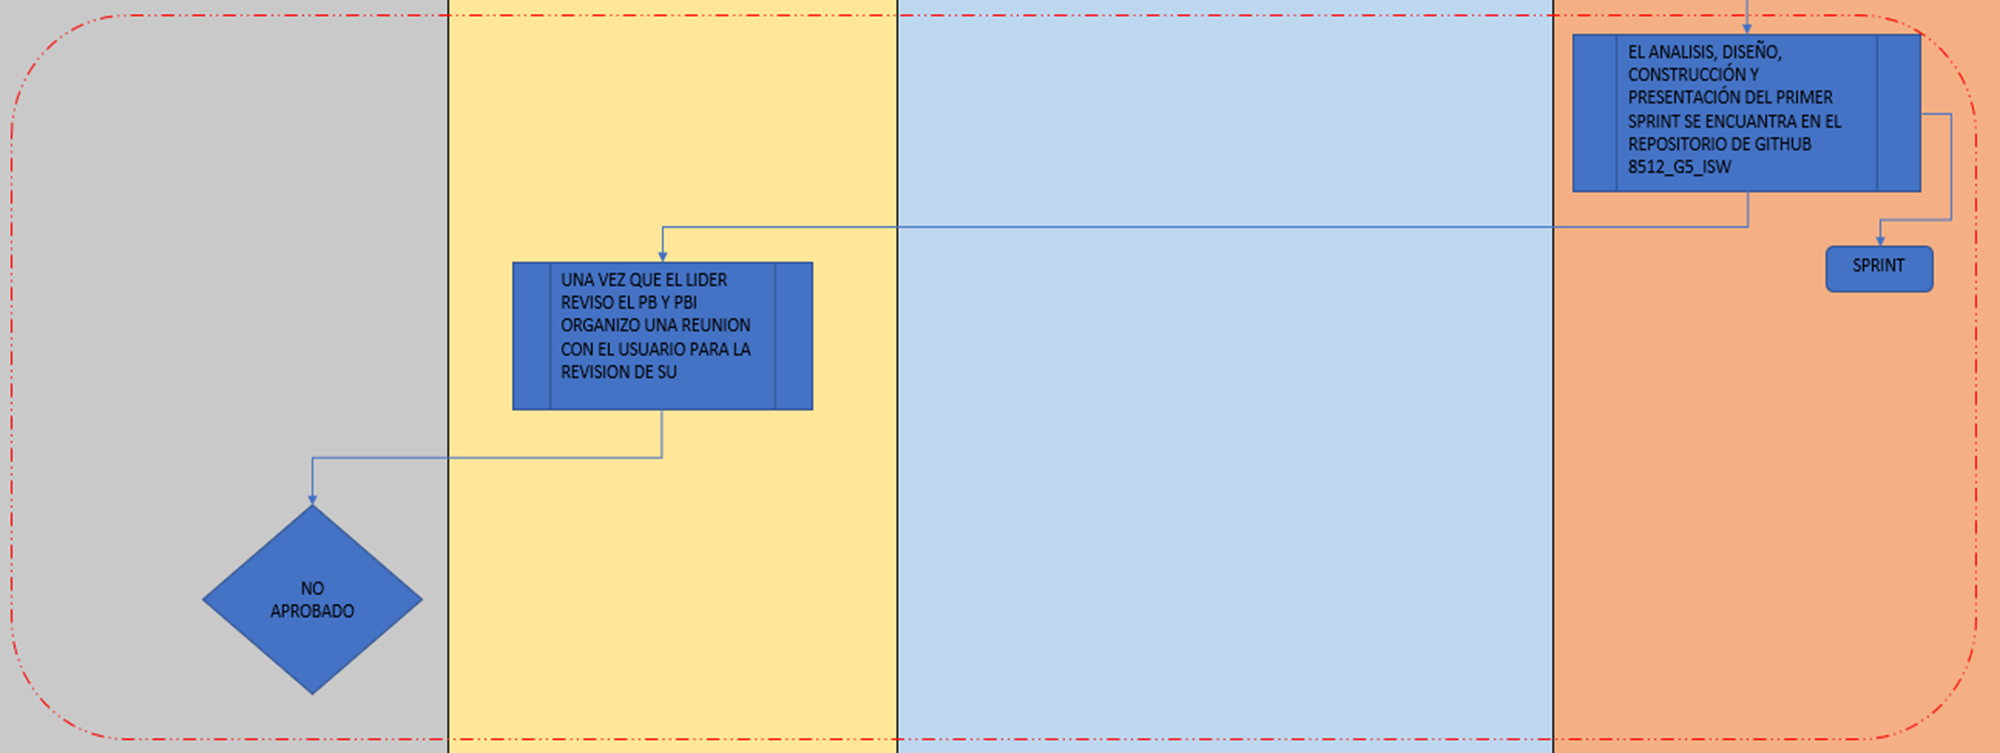 EL ANALISIS, DISEÑO,
CONSTRUCCIÓN Y
PRESENTACIÓN DEL PRIMER
SPRINT SE ENCUANTRA EN EL
REPOSITORIO DE GITHUB
8512_G5_ISW
SPRINT
UNA VEZ QUE EL LIDER
REVISO EL PB Y PBI
ORGANIZO UNA REUNION
CON EL USUARIO PARA LA
REVISION DE SU
NO
APROBADO